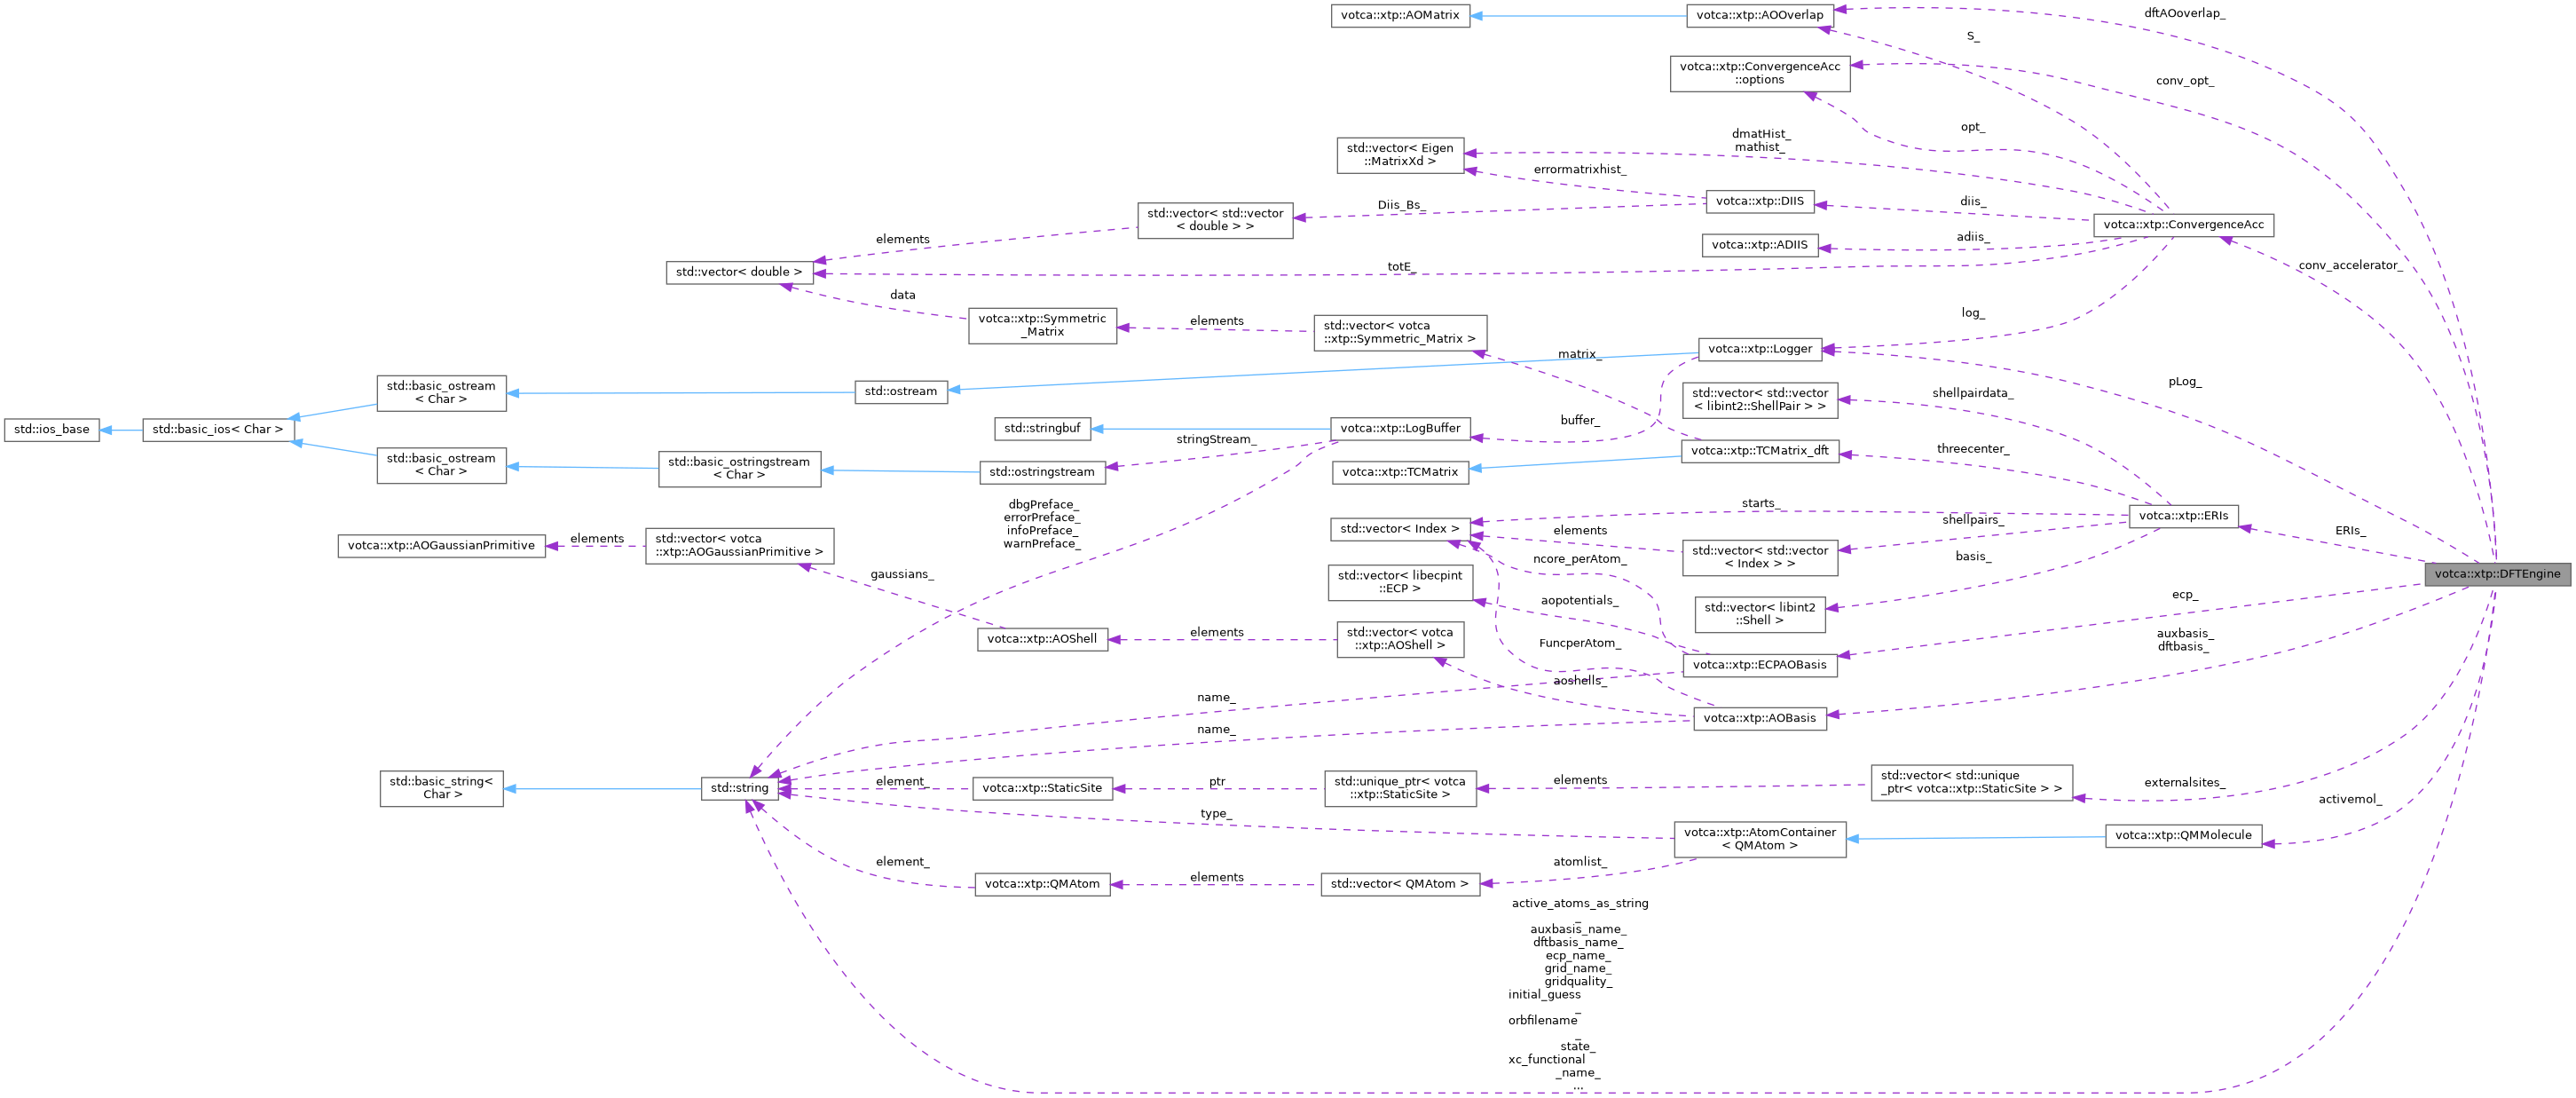 votca::xtp::AOMatrix
votca::xtp::AOOverlap
dftAOoverlap_
S_
votca::xtp::ConvergenceAcc
::options
conv_opt_
opt_
dmatHist_
mathist_
std::vector< Eigen
::MatrixXd >
errormatrixhist_
votca::xtp::DIIS
diis_
Diis_Bs_
std::vector< std::vector
< double > >
votca::xtp::ConvergenceAcc
elements
adiis_
votca::xtp::ADIIS
std::vector< double >
totE_
conv_accelerator_
data
votca::xtp::Symmetric
_Matrix
elements
std::vector< votca
::xtp::Symmetric_Matrix >
log_
votca::xtp::Logger
matrix_
pLog_
std::basic_ostream
< Char >
std::ostream
std::vector< std::vector
< libint2::ShellPair > >
shellpairdata_
std::ios_base
std::basic_ios< Char >
std::stringbuf
votca::xtp::LogBuffer
buffer_
stringStream_
threecenter_
votca::xtp::TCMatrix_dft
std::basic_ostream
< Char >
std::basic_ostringstream
< Char >
std::ostringstream
votca::xtp::TCMatrix
dbgPreface_
errorPreface_
infoPreface_
warnPreface_
starts_
votca::xtp::ERIs
std::vector< Index >
elements
shellpairs_
ERIs_
votca::xtp::AOGaussianPrimitive
elements
std::vector< votca
::xtp::AOGaussianPrimitive >
std::vector< std::vector
< Index > >
basis_
ncore_perAtom_
gaussians_
std::vector< libecpint
::ECP >
votca::xtp::DFTEngine
aopotentials_
std::vector< libint2
::Shell >
ecp_
votca::xtp::AOShell
elements
std::vector< votca
::xtp::AOShell >
FuncperAtom_
auxbasis_
dftbasis_
votca::xtp::ECPAOBasis
aoshells_
name_
votca::xtp::AOBasis
name_
std::basic_string<
Char >
std::string
element_
votca::xtp::StaticSite
ptr
std::unique_ptr< votca
::xtp::StaticSite >
elements
std::vector< std::unique
_ptr< votca::xtp::StaticSite > >
externalsites_
activemol_
type_
votca::xtp::AtomContainer
< QMAtom >
votca::xtp::QMMolecule
element_
votca::xtp::QMAtom
elements
std::vector< QMAtom >
atomlist_
active_atoms_as_string
_
auxbasis_name_
dftbasis_name_
ecp_name_
grid_name_
gridquality_
initial_guess
_
orbfilename
_
state_
xc_functional
_name_
...